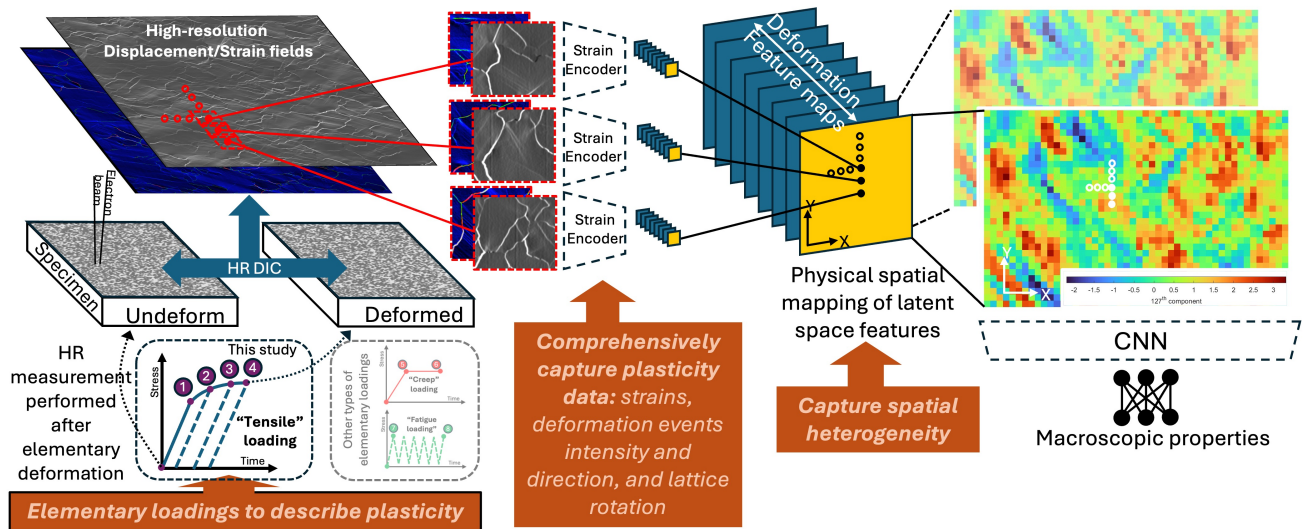 High-resolution
Displacement/Strain fields
Electron
beam
Specimen
HR DIC
Undeform
Deformed
HR
measurement
performed
after
elementary
deformation
This study
Stress
1
2
3
4
“Tensile”
loading
Time
Other types of
elementary loadings
Stress
“Creep”
loading
Time
Stress
“Fatigue
loading”
Time
Elementary loadings to describe plasticity
Strain
Encoder
Strain
Encoder
Strain
Encoder
Comprehensively
capture plasticity
data: strains,
deformation events
intensity and
direction, and lattice
rotation
Deformation
Feature maps
Y
X
Physical spatial
mapping of latent
space features
Capture spatial
heterogeneity
Y
X
-2 -1.5 -1 -0.5 0 0.5 1 1.5 2 2.5 3
127th component
CNN
Macroscopic properties